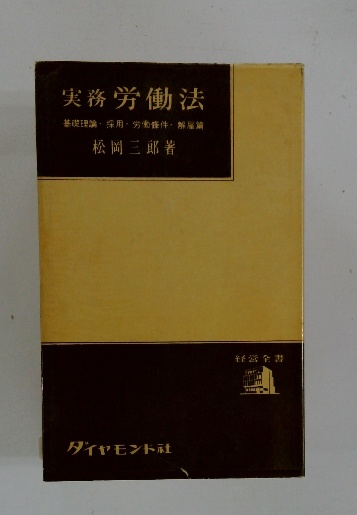 実務 労働法
基礎理論・採用・労働條件・解雇篇
松岡三郎著
経営全書
ダイヤモンド社